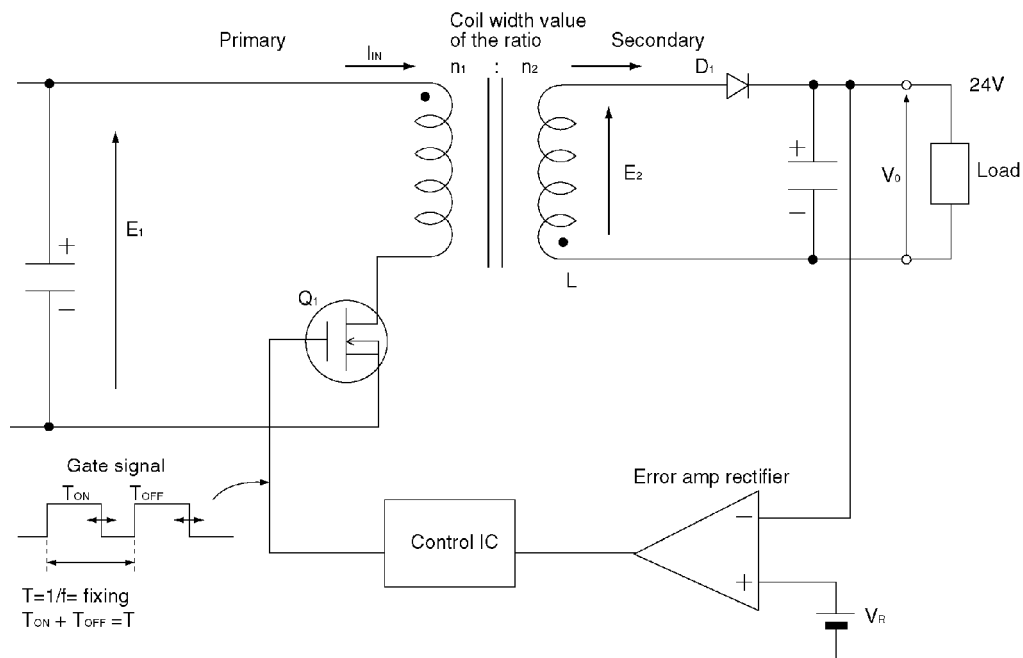 Coil width value
of the ratio
Primary
Secondary
IIN
n1 : n2
D1
24V
E1
E2
V0
Load
L
Q1
Gate signal
TON
TOFF
Error amp rectifier
Control IC
T=1/f= fixing
TON + TOFF =T
VR